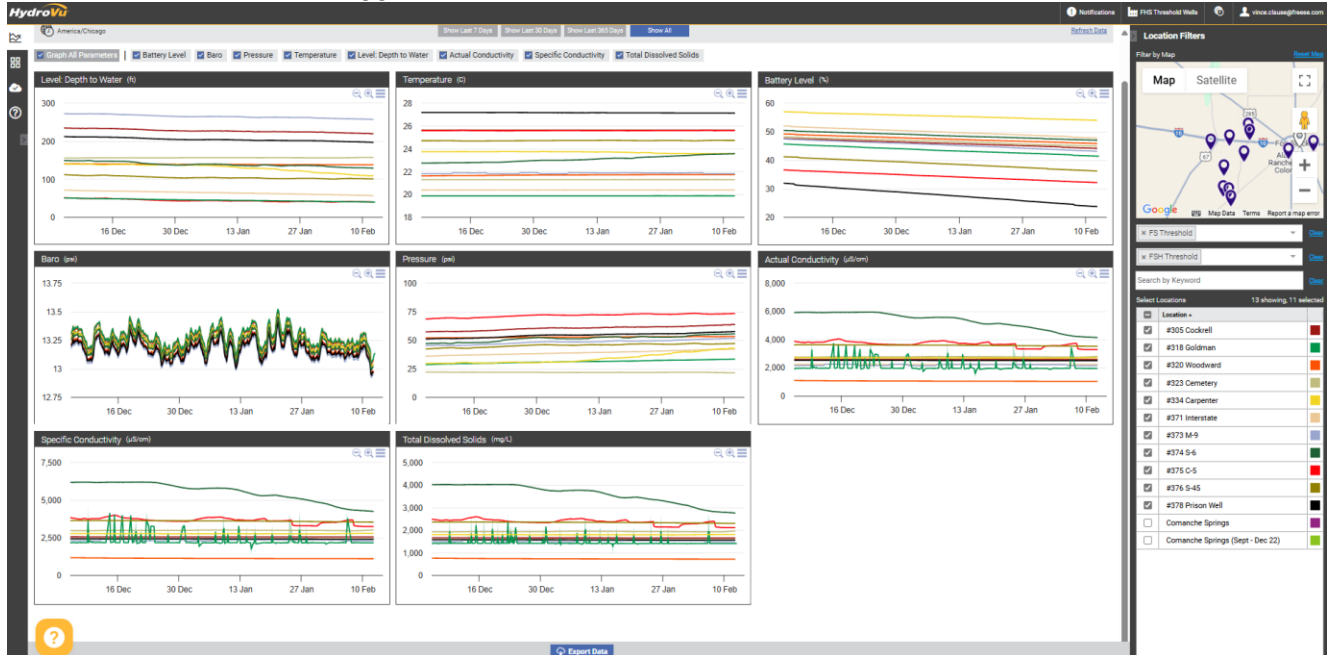 HydroVu
Notifications FHS Threshold Wells vince.clause@freese.com
America/Chicago Show Last 7 Days Show Last 30 Days Show Last 365 Days Show All Refresh Data
Graph All Parameters | Battery Level Baro Pressure Temperature Level: Depth to Water Actual Conductivity Specific Conductivity Total Dissolved Solids
Level: Depth to Water (ft)
300
200
100
0
16 Dec 30 Dec 13 Jan 27 Jan 10 Feb
Temperature (C)
28
26
24
22
20
18
16 Dec 30 Dec 13 Jan 27 Jan 10 Feb
Battery Level (%)
60
50
40
30
20
16 Dec 30 Dec 13 Jan 27 Jan 10 Feb
Baro (psi)
13.75
13.5
13.25
13
12.75
16 Dec 30 Dec 13 Jan 27 Jan 10 Feb
Pressure (psi)
100
75
50
25
0
16 Dec 30 Dec 13 Jan 27 Jan 10 Feb
Actual Conductivity (µS/cm)
8,000
6,000
4,000
2,000
0
16 Dec 30 Dec 13 Jan 27 Jan 10 Feb
Specific Conductivity (µS/cm)
7,500
5,000
2,500
0
16 Dec 30 Dec 13 Jan 27 Jan 10 Feb
Total Dissolved Solids (mg/L)
5,000
4,000
3,000
2,000
1,000
0
16 Dec 30 Dec 13 Jan 27 Jan 10 Feb
?
Export Data
Location Filters
Filter by Map Reset Map
Map Satellite
285
10
67
Google Map Data Terms Report a map error
× FS Threshold Clear
× FSH Threshold Clear
Search by Keyword Clear
Select Locations 13 showing, 11 selected
Location
#305 Cockrell
#318 Goldman
#320 Woodward
#323 Cemetery
#334 Carpenter
#371 Interstate
#373 M-9
#374 S-6
#375 C-5
#376 S-45
#378 Prison Well
Comanche Springs
Comanche Springs (Sept - Dec 22)